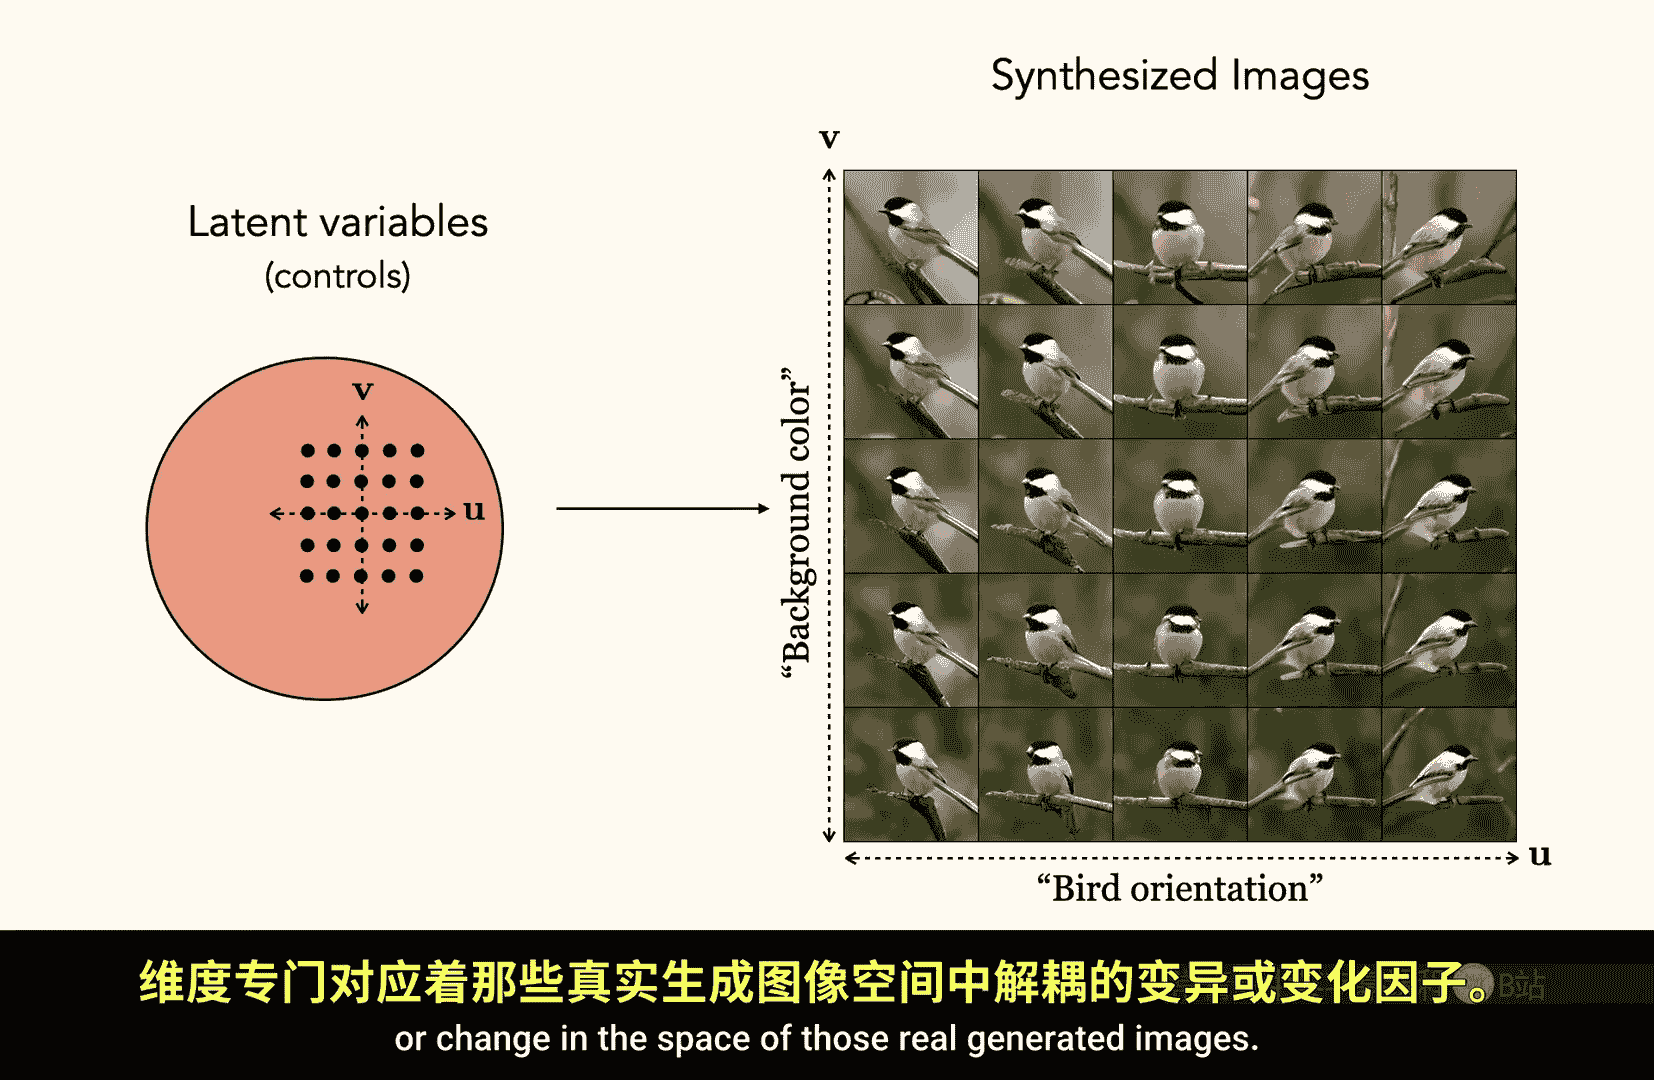 Synthesized Images
v
Latent variables
(controls)
v
u
“Background color”
u
“Bird orientation”
维度专门对应着那些真实生成图像空间中解耦的变异或变化因子。
B站
or change in the space of those real generated images.